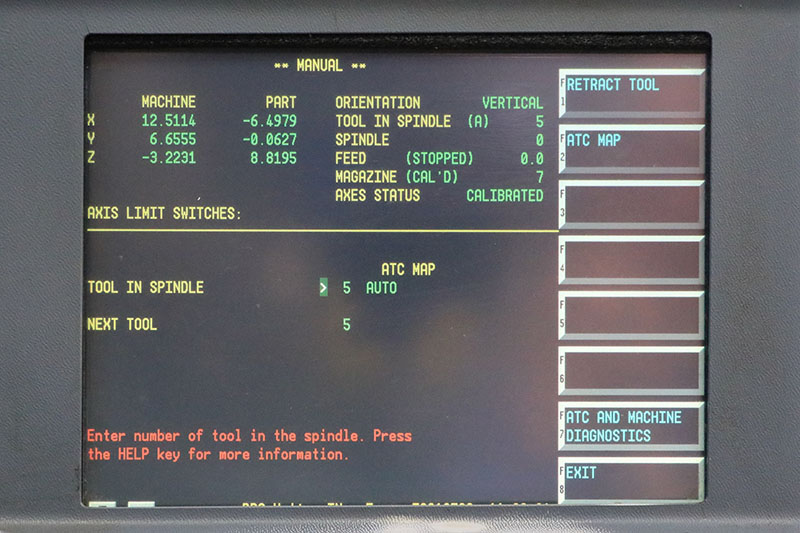 ** MANUAL **
MACHINE PART ORIENTATION VERTICAL
X 12.5114 -6.4979 TOOL IN SPINDLE (A) 5
Y 6.6555 -0.0627 SPINDLE 0
Z -3.2231 8.8195 FEED (STOPPED) 0.0
MAGAZINE (CAL'D) 7
AXES STATUS CALIBRATED
AXIS LIMIT SWITCHES:
ATC MAP
TOOL IN SPINDLE > 5 AUTO
NEXT TOOL 5
Enter number of tool in the spindle. Press
the HELP key for more information.
F1 RETRACT TOOL
F2 ATC MAP
F3
F4
F5
F6
F7 ATC AND MACHINE
DIAGNOSTICS
F8 EXIT